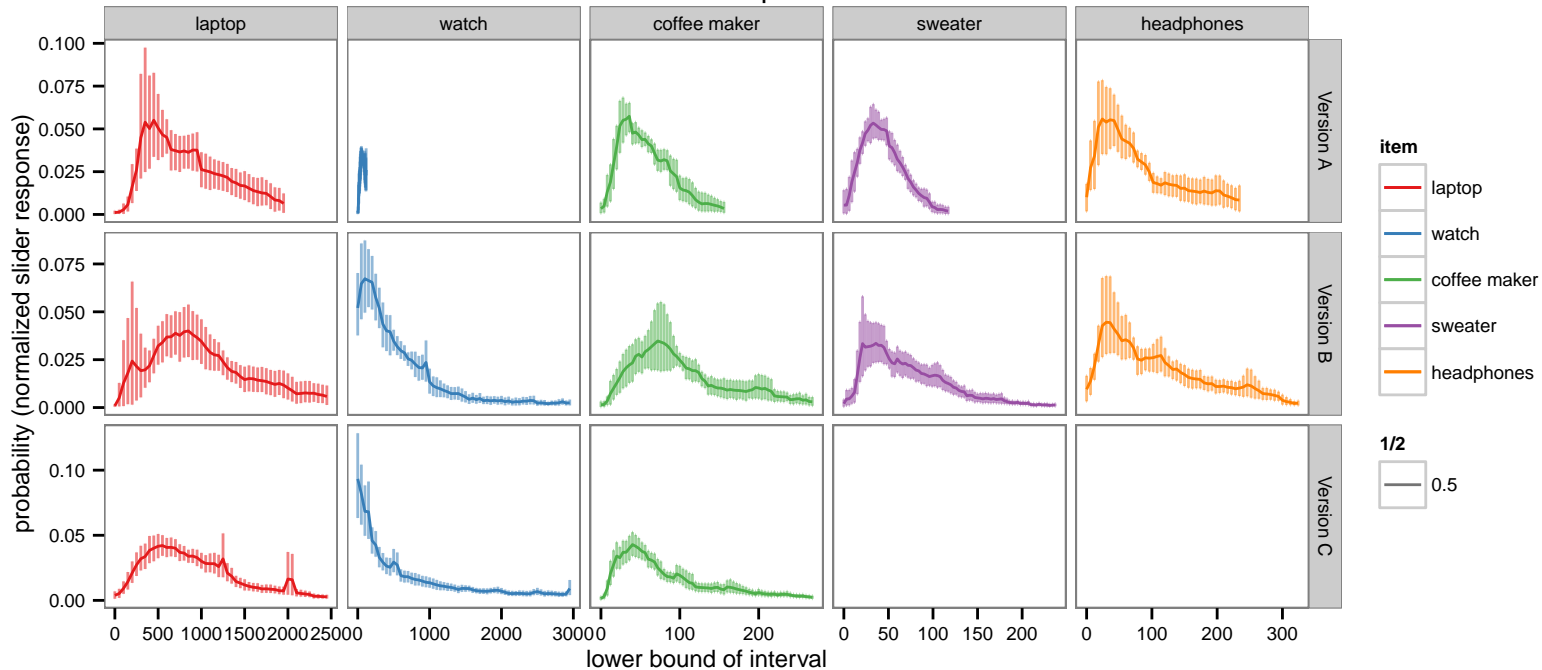 laptop watch coffee maker sweater headphones
0.100
0.075
0.050
0.025
0.000
Version A
0.075
0.050
0.025
0.000
Version B
0.10
0.05
0.00
Version C
0 500 1000 1500 2000 2500
0 1000 2000 3000
0 100 200
0 50 100 150 200
0 100 200 300
lower bound of interval
probability (normalized slider response)
item
laptop
watch
coffee maker
sweater
headphones
1/2
0.5